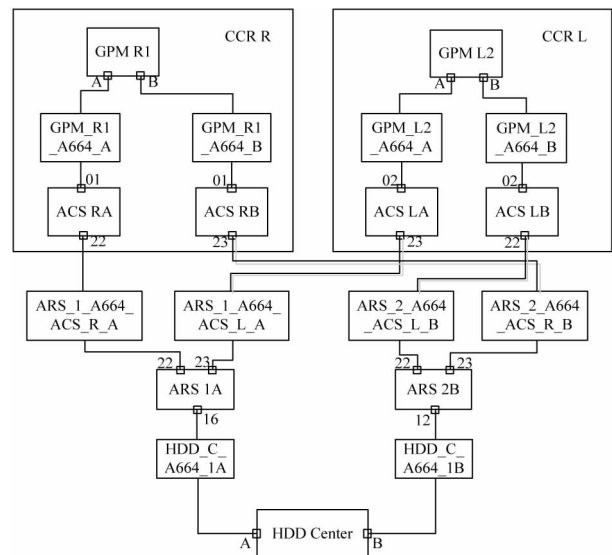 CCR R
GPM R1
A
B
GPM_R1
_A664_A
GPM_R1
_A664_B
01
01
ACS RA
ACS RB
22
23
CCR L
GPM L2
A
B
GPM_L2
_A664_A
GPM_L2
_A664_B
02
02
ACS LA
ACS LB
23
22
ARS_1_A664_
ACS_R_A
ARS_1_A664_
ACS_L_A
ARS_2_A664
_ACS_L_B
ARS_2_A664
_ACS_R_B
22
23
ARS 1A
16
22
23
ARS 2B
12
HDD_C_
A664_1A
HDD_C_
A664_1B
A
HDD Center
B